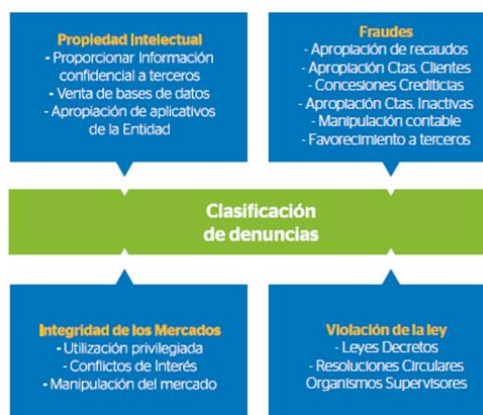 Propiedad Intelectual
- Proporcionar Información
confidencial a terceros
- Venta de bases de datos
- Apropiación de aplicativos
de la Entidad
Fraudes
- Apropiación de recaudos
- Apropiación Ctas. Clientes
- Concesiones Crediticias
- Apropiación Ctas. Inactivas
- Manipulación contable
- Favorecimiento a terceros
Clasificación
de denuncias
Integridad de los Mercados
- Utilización privilegiada
- Conflictos de Interés
- Manipulación del mercado
Violación de la ley
- Leyes Decretos
- Resoluciones Circulares
Organismos Supervisores